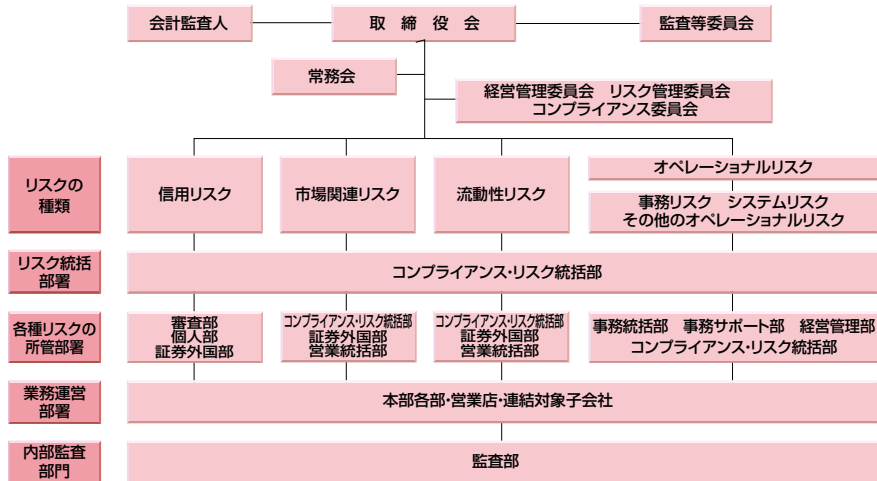 会計監査人
取締役会
監査等委員会
常務会
経営管理委員会 リスク管理委員会
コンプライアンス委員会
リスクの
種類
信用リスク
市場関連リスク
流動性リスク
オペレーショナルリスク
事務リスク システムリスク
その他のオペレーショナルリスク
リスク統括
部署
コンプライアンス・リスク統括部
各種リスクの
所管部署
審査部
個人部
証券外国部
コンプライアンス・リスク統括部
証券外国部
営業統括部
コンプライアンス・リスク統括部
証券外国部
営業統括部
事務統括部 事務サポート部 経営管理部
コンプライアンス・リスク統括部
業務運営
部署
本部各部・営業店・連結対象子会社
内部監査
部門
監査部